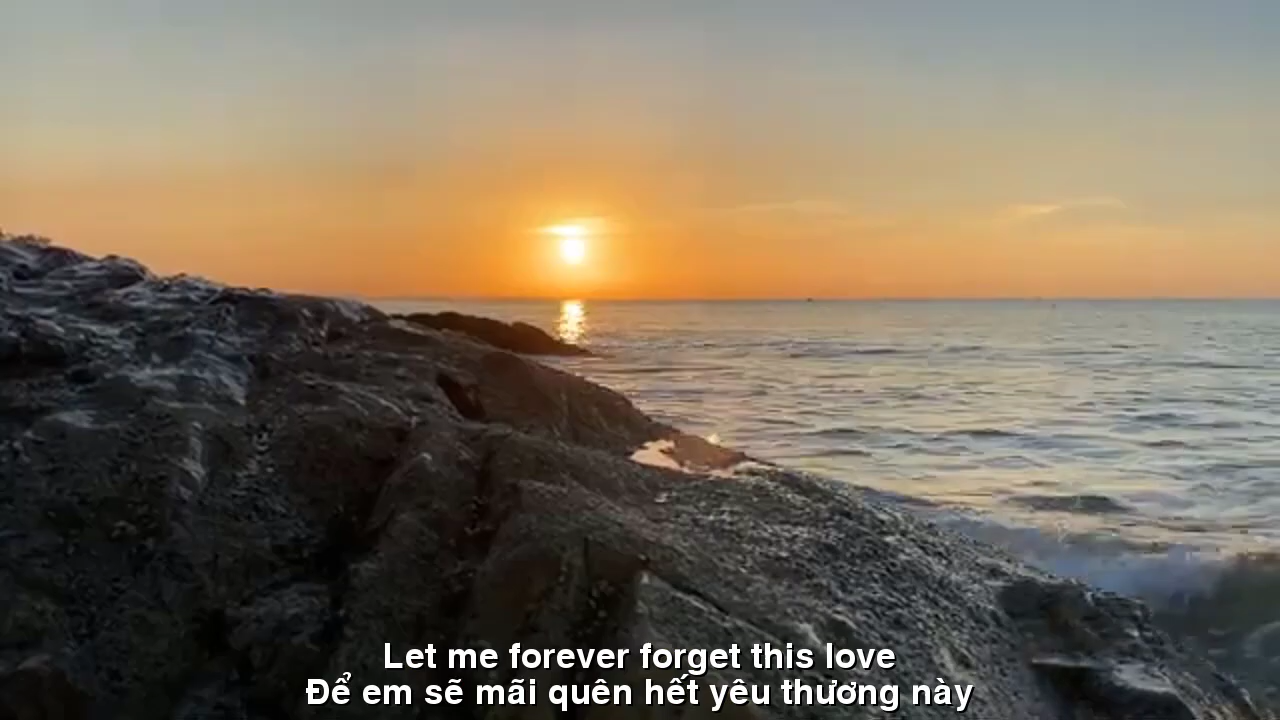 Let me forever forget this love
Để em sẽ mãi quên hết yêu thương này